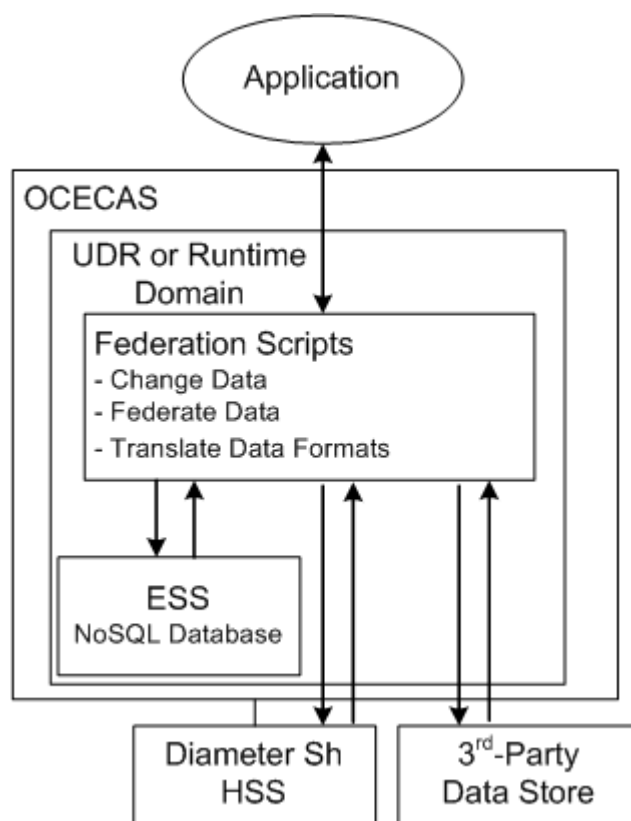 Application
OCECAS
UDR or Runtime
Domain
Federation Scripts
- Change Data
- Federate Data
- Translate Data Formats
ESS
NoSQL Database
Diameter Sh
HSS
3rd-Party
Data Store